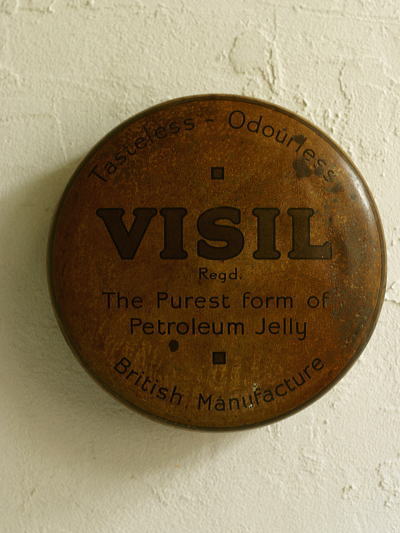 Tasteless - Odourless
VISIL
Regd.
The Purest form of
Petroleum Jelly
British Manufacture